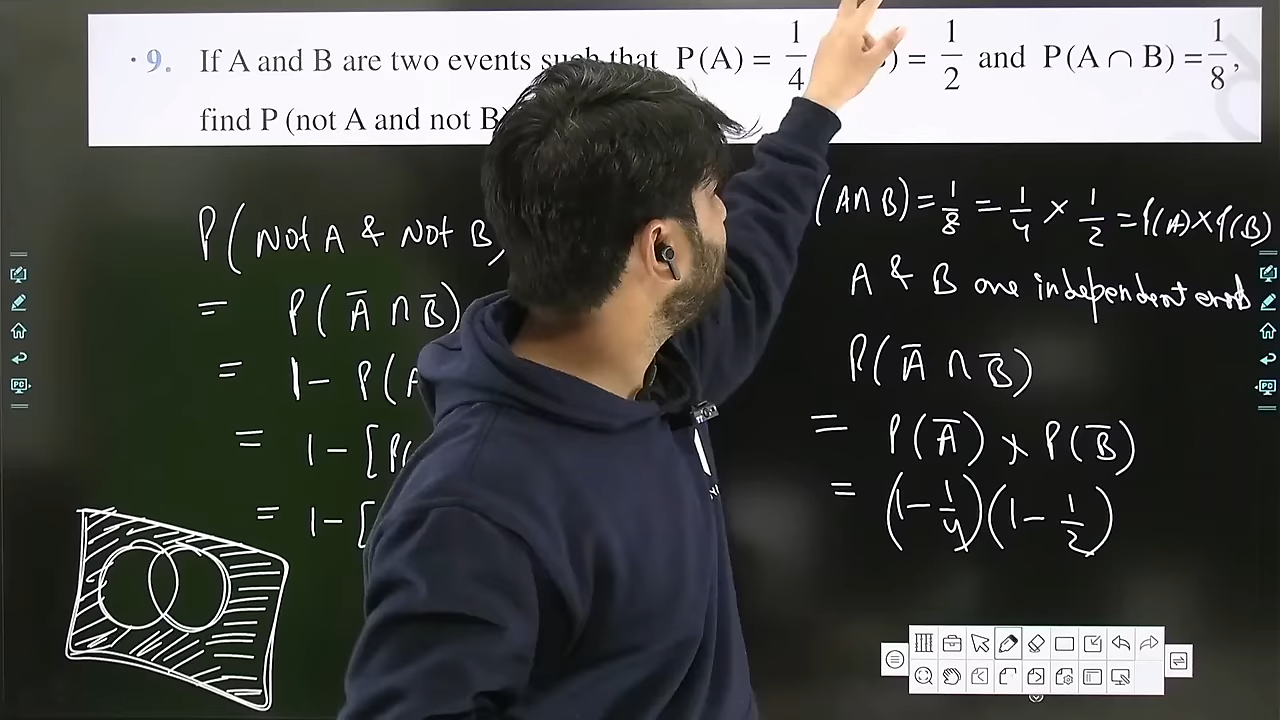 9. If A and B are two events such that P(A) = 1/4 ) = 1/2 and P(A ∩ B) = 1/8,
find P (not A and not B
P(Not A & Not B)
= P(Ā ∩ B̄)
= 1 - P(A
= 1 - [P(
= 1 - [
(A∩B) = 1/8 = 1/4 × 1/2 = P(A) × P(B)
A & B are independent
P(Ā ∩ B̄)
= P(Ā) × P(B̄)
= (1 - 1/4)(1 - 1/2)